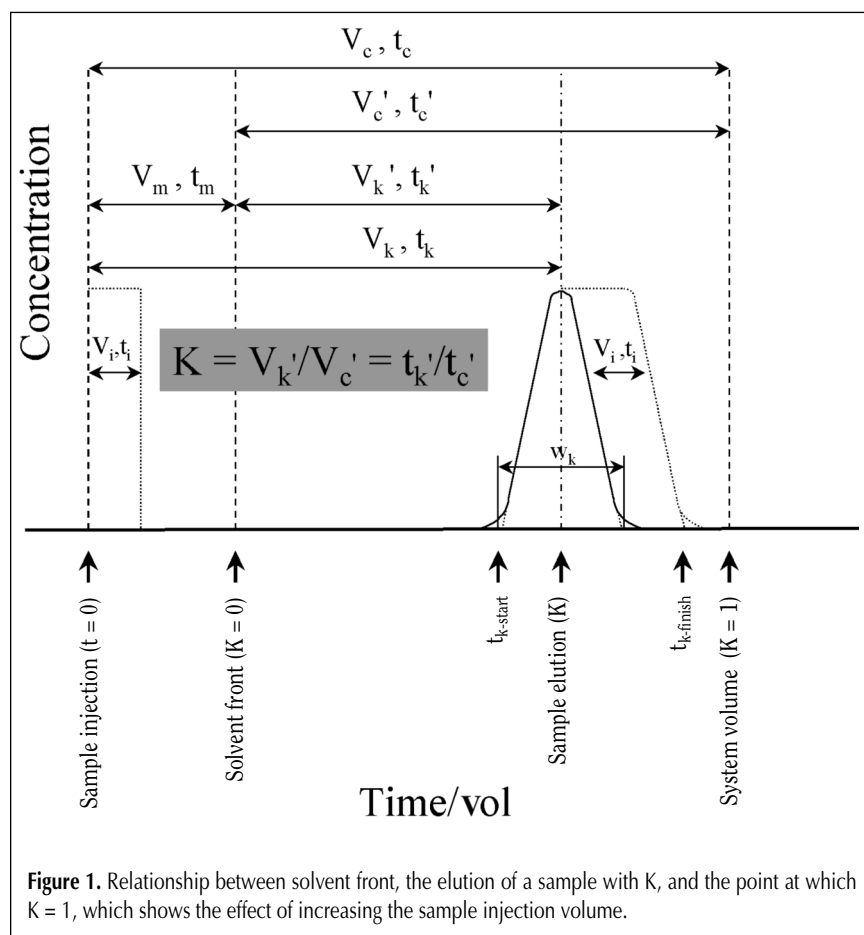 V_c , t_c
V_c' , t_c'
V_m , t_m
V_k' , t_k'
V_k , t_k
Concentration
V_i,t_i
K = V_k'/V_c' = t_k'/t_c'
V_i ,t_i
w_k
Sample injection (t = 0)
Solvent front (K = 0)
t_k-start
Sample elution (K)
t_k-finish
System volume (K = 1)
Time/vol
Figure 1. Relationship between solvent front, the elution of a sample with K, and the point at which
K = 1, which shows the effect of increasing the sample injection volume.